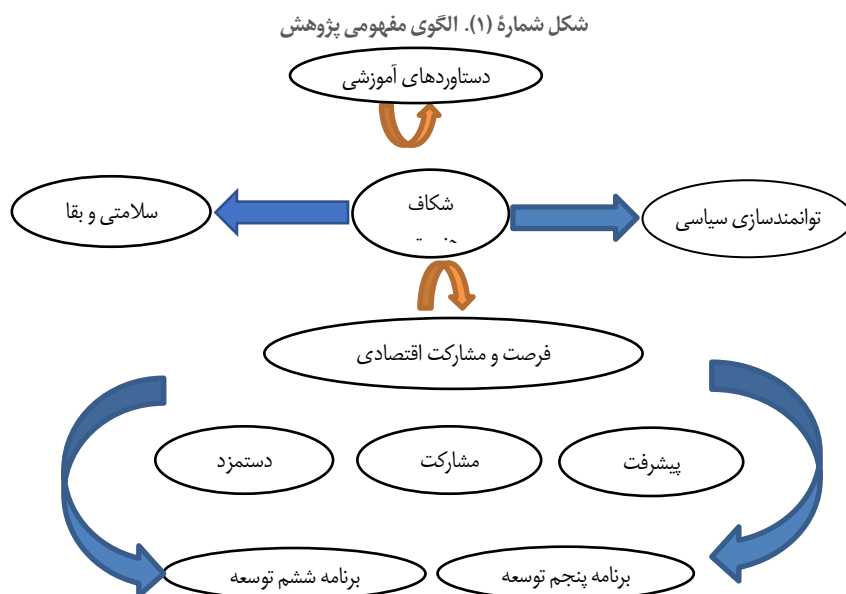 شکل شمارهٔ (۱). الگوی مفهومی پژوهش
دستاوردهای آموزشی
توانمندسازی سیاسی
شکاف
سلامتی و بقا
فرصت و مشارکت اقتصادی
پیشرفت
مشارکت
دستمزد
برنامه پنجم توسعه
برنامه ششم توسعه